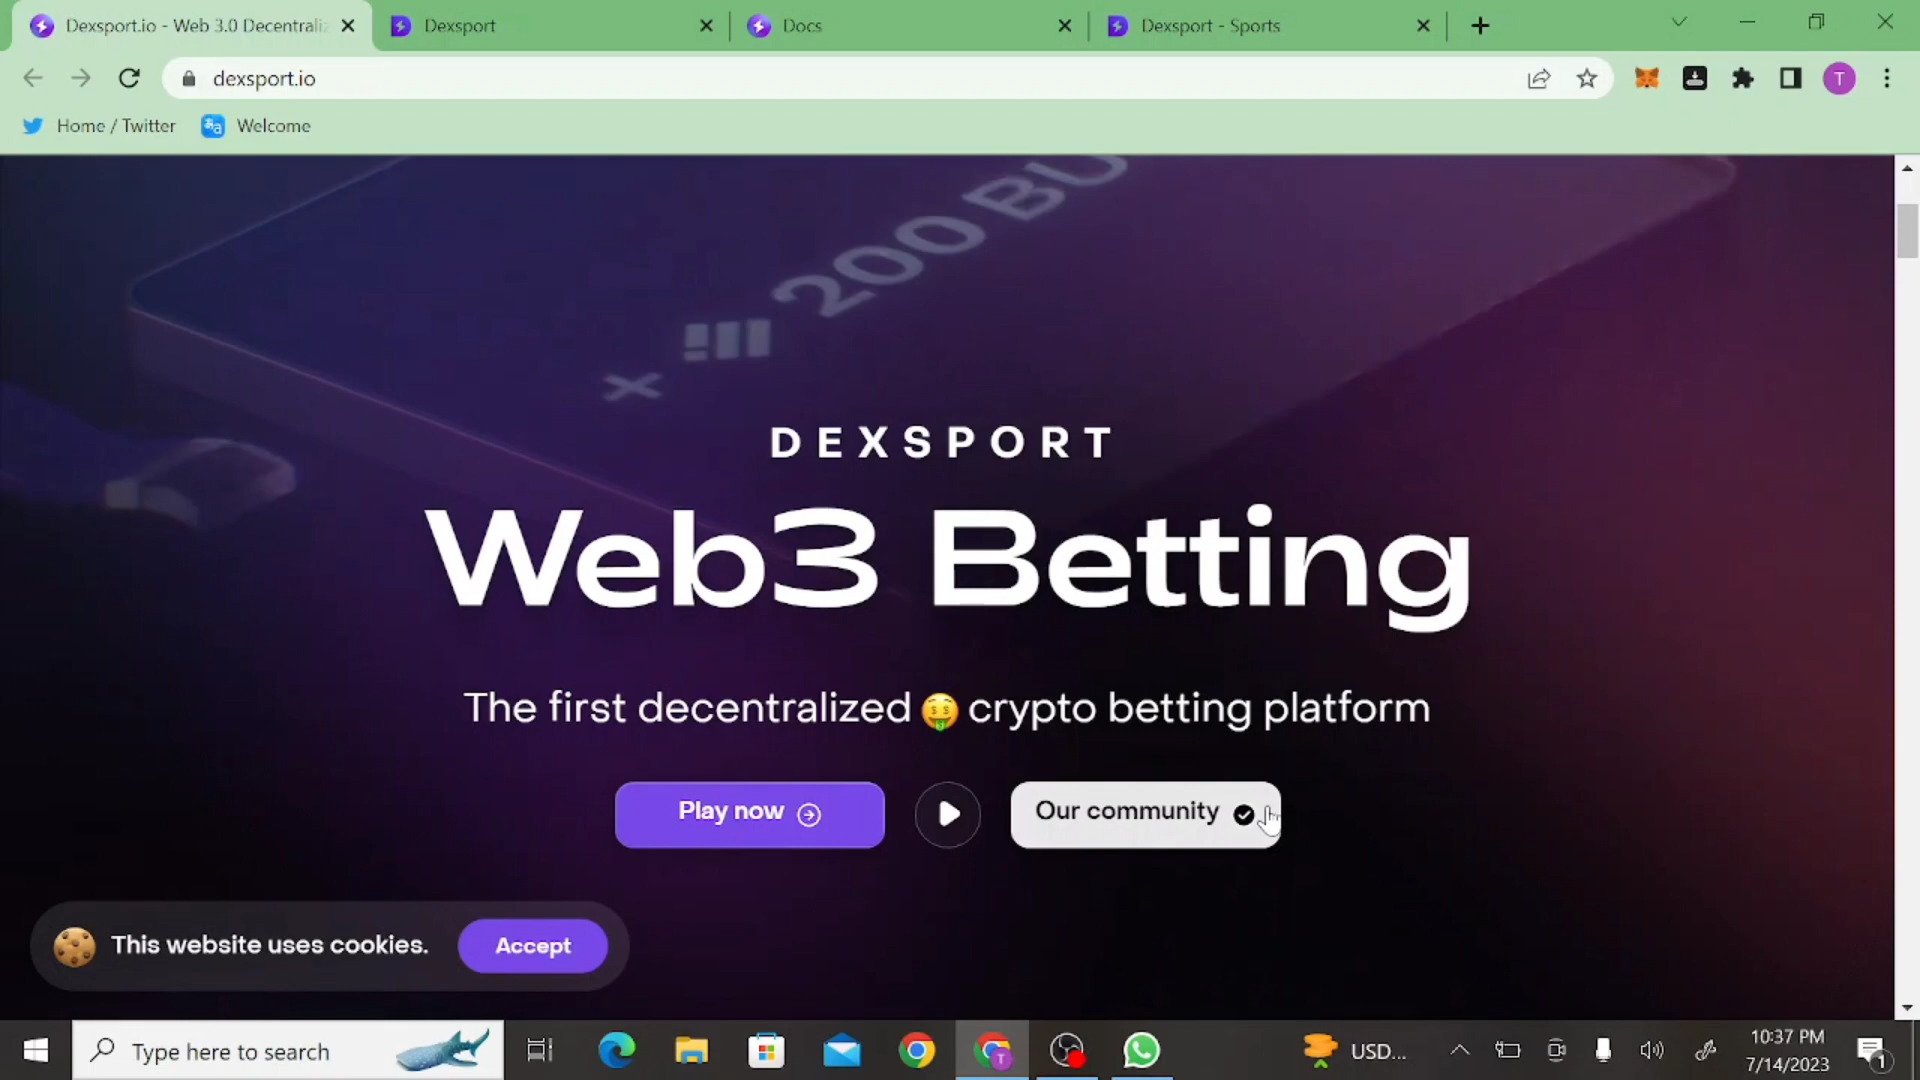 Dexsport.io - Web 3.0 Decentrali
Dexsport
Docs
Dexsport - Sports
dexsport.io
T
Home / Twitter
Welcome
200 BU
DEXSPORT
Web3 Betting
The first decentralized 🤑 crypto betting platform
Play now
Our community
This website uses cookies.
Accept
Type here to search
T
USD...
10:37 PM
7/14/2023
1